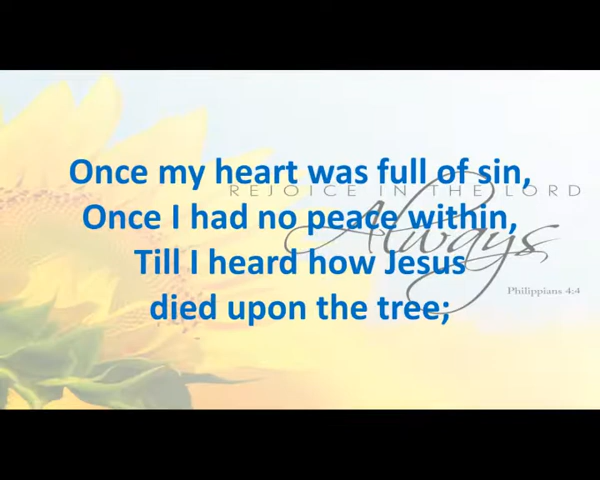 Once my heart was full of sin,
REJOICE IN THE LORD
Once I had no peace within,
Always
Till I heard how Jesus
Philippians 4:4
died upon the tree;